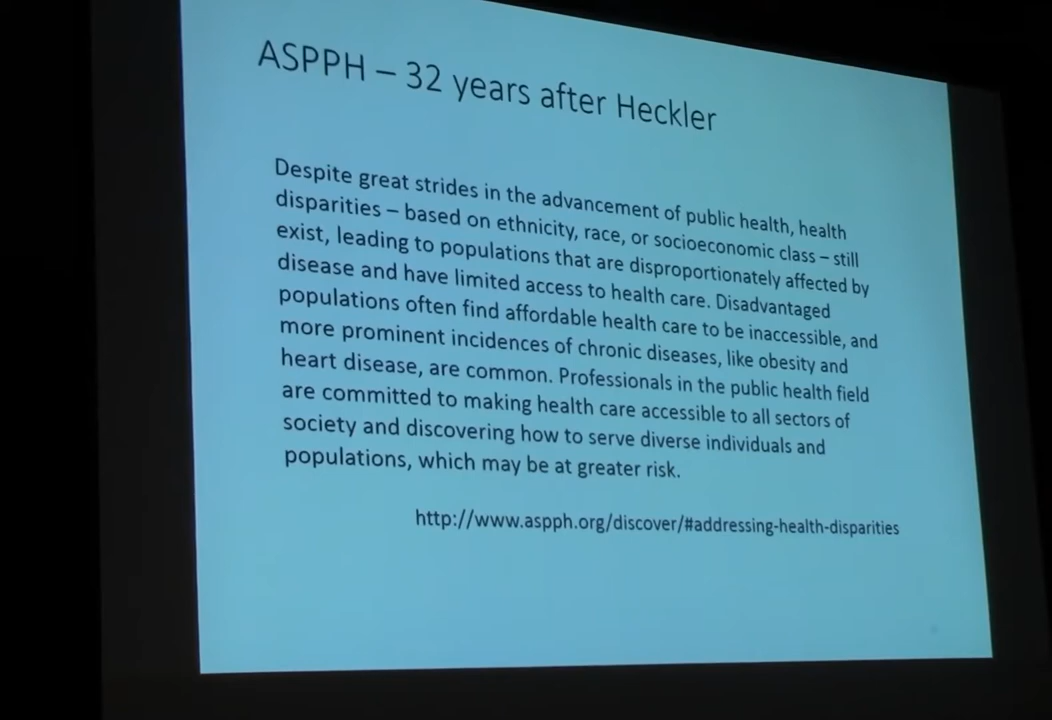 ASPPH – 32 years after Heckler
Despite great strides in the advancement of public health, health
disparities – based on ethnicity, race, or socioeconomic class – still
exist, leading to populations that are disproportionately affected by
disease and have limited access to health care. Disadvantaged
populations often find affordable health care to be inaccessible, and
more prominent incidences of chronic diseases, like obesity and
heart disease, are common. Professionals in the public health field
are committed to making health care accessible to all sectors of
society and discovering how to serve diverse individuals and
populations, which may be at greater risk.
http://www.aspph.org/discover/#addressing-health-disparities